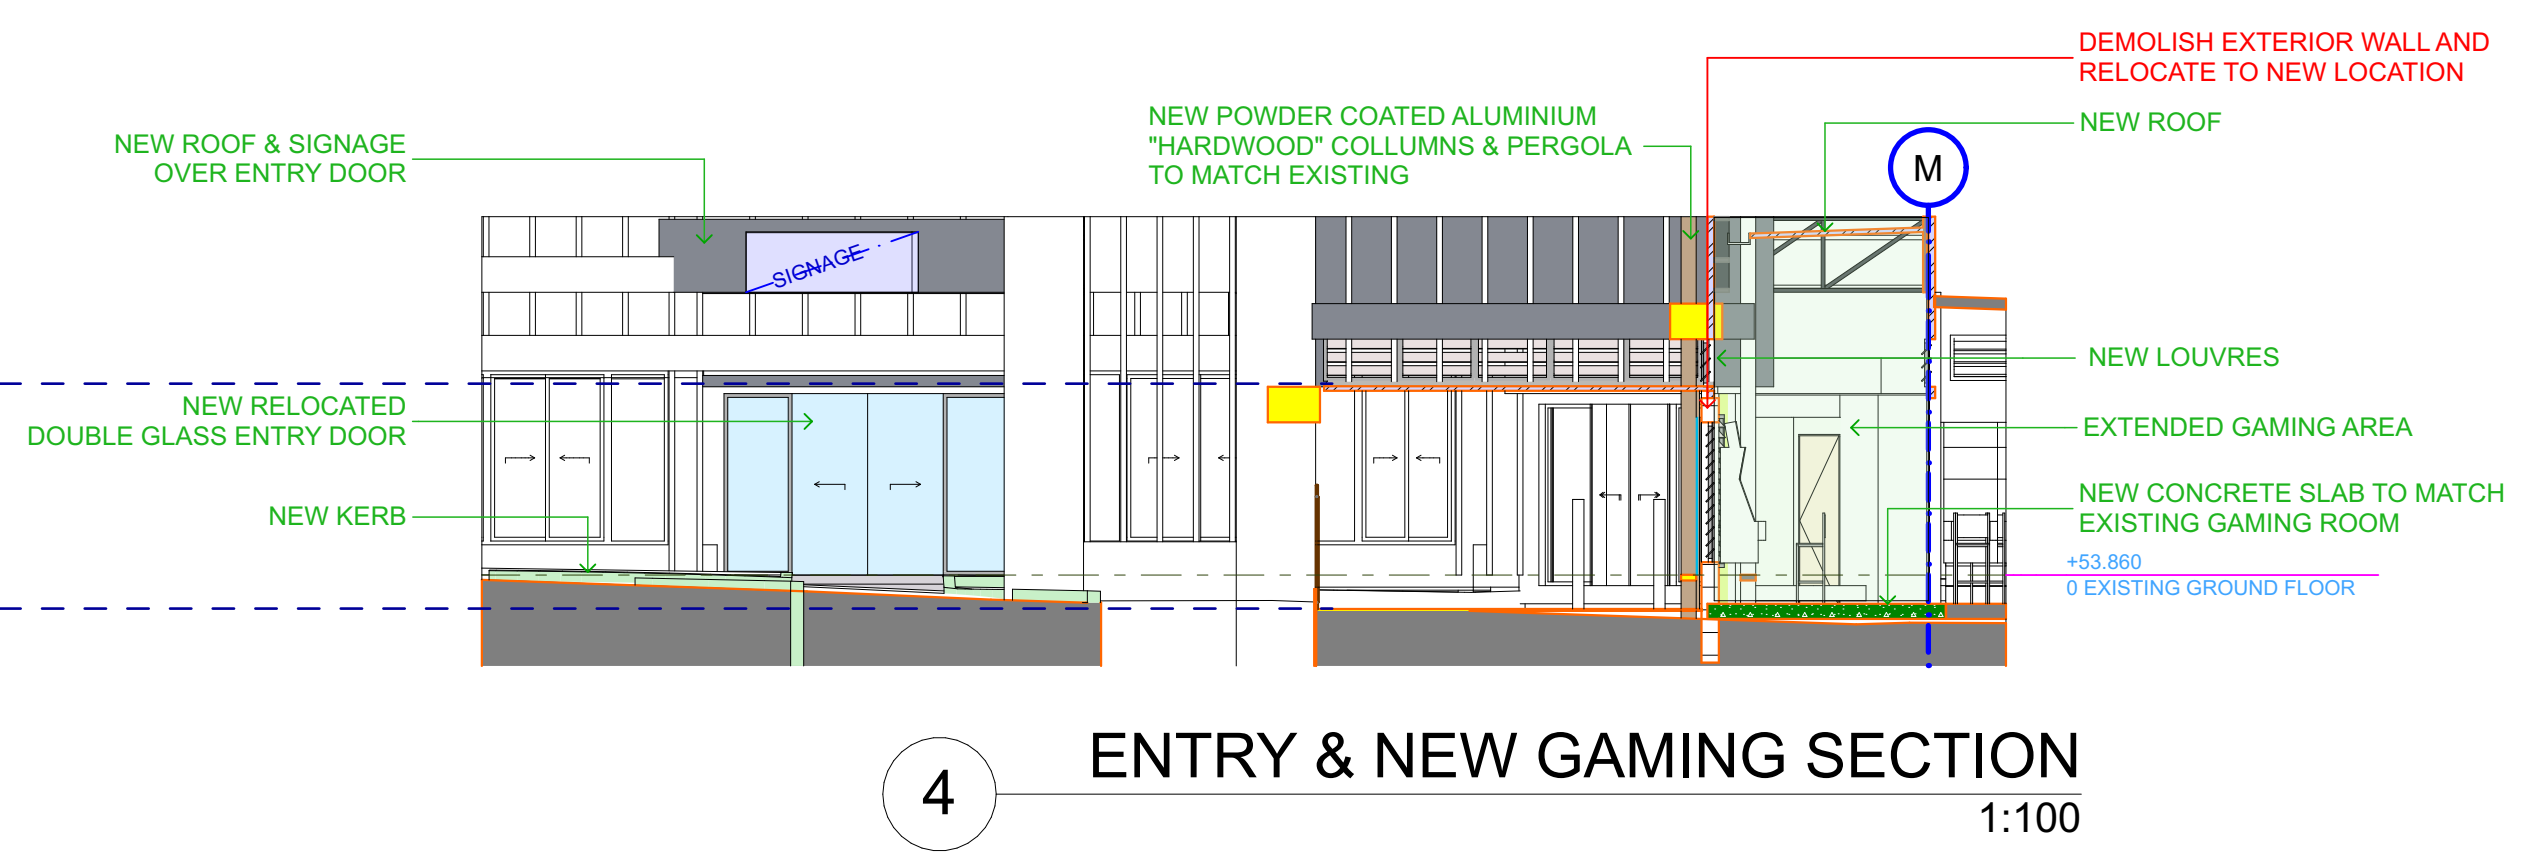 DEMOLISH EXTERIOR WALL AND
RELOCATE TO NEW LOCATION
NEW POWDER COATED ALUMINIUM
"HARDWOOD" COLLUMNS & PERGOLA
TO MATCH EXISTING
NEW ROOF
NEW ROOF & SIGNAGE
OVER ENTRY DOOR
M
SIGNAGE
NEW LOUVRES
NEW RELOCATED
DOUBLE GLASS ENTRY DOOR
EXTENDED GAMING AREA
NEW KERB
NEW CONCRETE SLAB TO MATCH
EXISTING GAMING ROOM
+53.860
0 EXISTING GROUND FLOOR
4
ENTRY & NEW GAMING SECTION
1:100